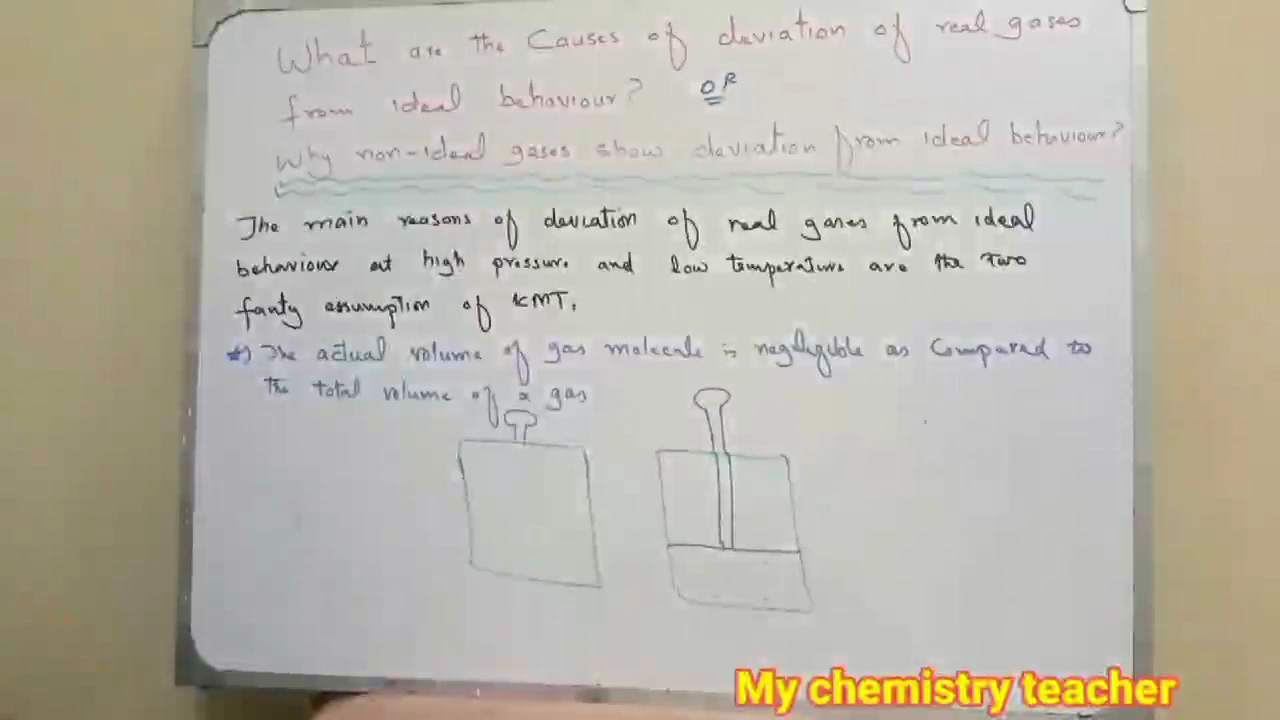 What are the Causes of deviation of real gases
from ideal behaviour? OR
Why non-ideal gases show deviation from ideal behaviour?
The main reasons of deviation of real gases from ideal
behaviour at high pressure and low temperature are the two
fanty assumption of KMT.
*) The actual volume of gas molecule is negligible as Compared to
the total volume of a gas
My chemistry teacher